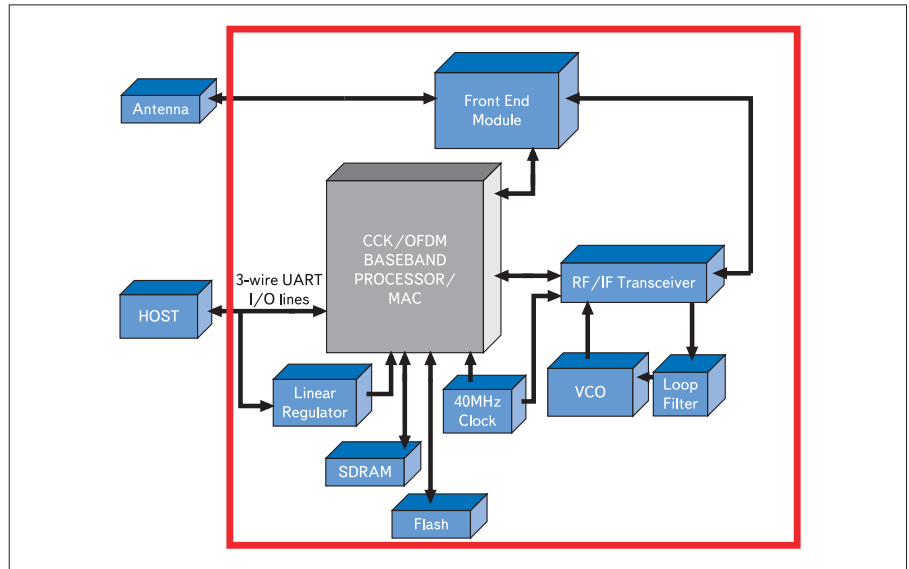 Front End
Module
Antenna
CCK/OFDM
BASEBAND
PROCESSOR/
MAC
3-wire UART
I/O lines
HOST
RF/IF Transceiver
Linear
Regulator
40MHz
Clock
VCO
Loop
Filter
SDRAM
Flash